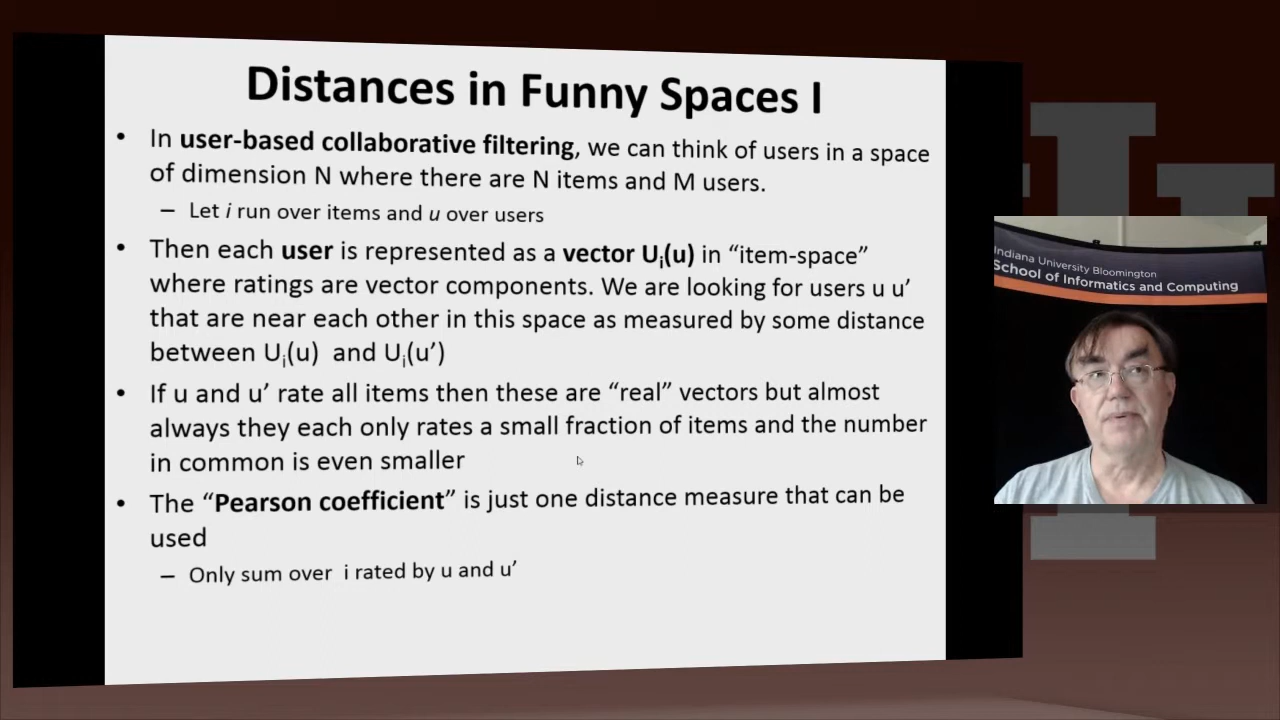 Distances in Funny Spaces I
• In user-based collaborative filtering, we can think of users in a space
of dimension N where there are N items and M users.
– Let i run over items and u over users
• Then each user is represented as a vector Ui(u) in “item-space”
where ratings are vector components. We are looking for users u u’
that are near each other in this space as measured by some distance
between Ui(u) and Ui(u’)
• If u and u’ rate all items then these are “real” vectors but almost
always they each only rates a small fraction of items and the number
in common is even smaller
• The “Pearson coefficient” is just one distance measure that can be
used
– Only sum over i rated by u and u’
Indiana University Bloomington
School of Informatics and Computing